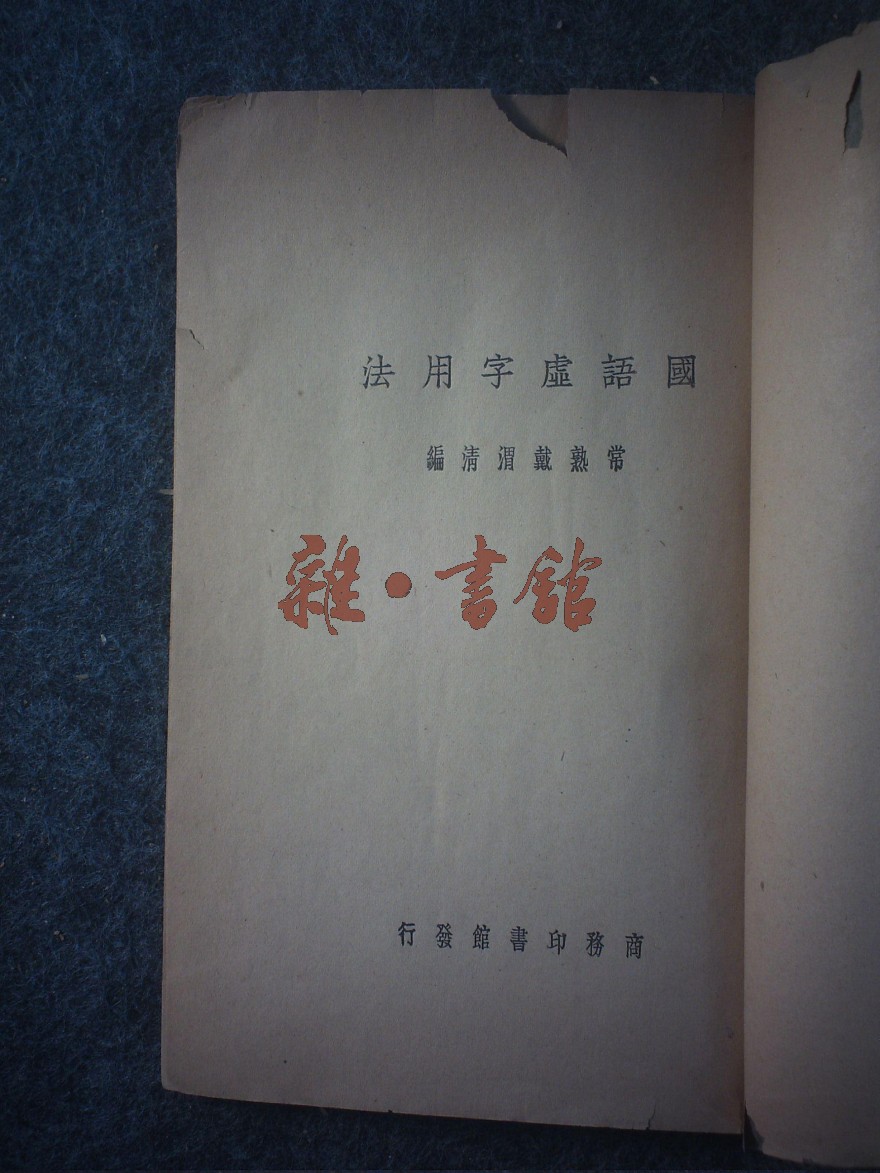 國語虛字用法
常熟戴渭清編
雜·書館
商務印書館發行